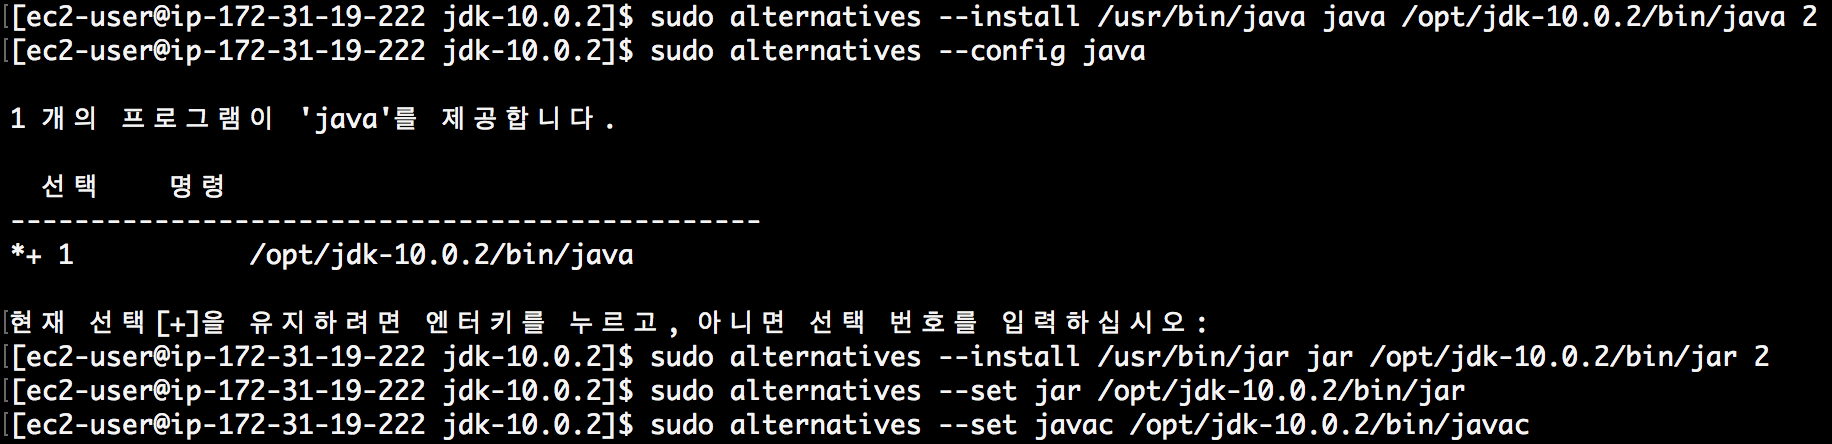 [ec2-user@ip-172-31-19-222 jdk-10.0.2]$ sudo alternatives --install /usr/bin/java java /opt/jdk-10.0.2/bin/java 2
[ec2-user@ip-172-31-19-222 jdk-10.0.2]$ sudo alternatives --config java
1 개의 프로그램이 'java'를 제공합니다.
선택 명령
-----------------------------------------------
*+ 1 /opt/jdk-10.0.2/bin/java
현재 선택[+]을 유지하려면 엔터키를 누르고, 아니면 선택 번호를 입력하십시오:
[ec2-user@ip-172-31-19-222 jdk-10.0.2]$ sudo alternatives --install /usr/bin/jar jar /opt/jdk-10.0.2/bin/jar 2
[ec2-user@ip-172-31-19-222 jdk-10.0.2]$ sudo alternatives --set jar /opt/jdk-10.0.2/bin/jar
[ec2-user@ip-172-31-19-222 jdk-10.0.2]$ sudo alternatives --set javac /opt/jdk-10.0.2/bin/javac